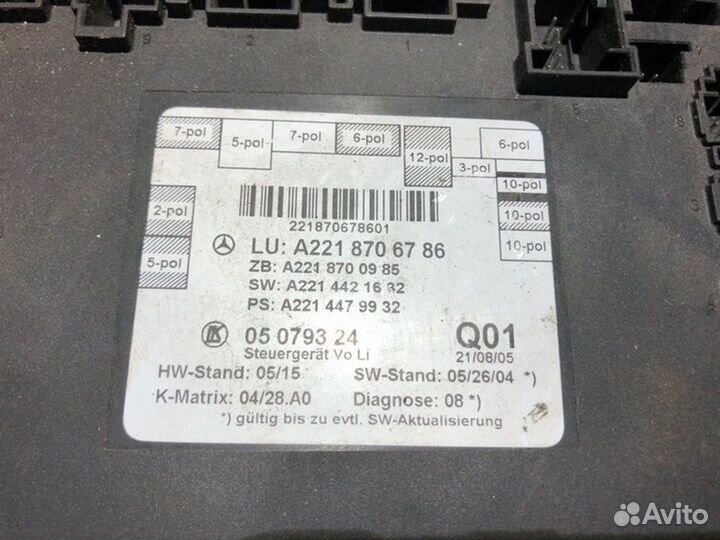 9
2
1
7-pol
5-pol
7-pol
6-pol
12-pol
3-pol
6-pol
10-pol
10-pol
10-pol
2-pol
5-pol
221870678601
LU: A221 870 67 86
ZB: A221 870 09 85
SW: A221 442 16 32
PS: A221 447 99 32
05 0793 24
Q01
Steuergerät Vo Li
21/08/05
HW-Stand: 05/15
SW-Stand: 05/26/04 *)
K-Matrix: 04/28.A0
Diagnose: 08 *)
*) gültig bis zu evtl. SW-Aktualisierung
Avito